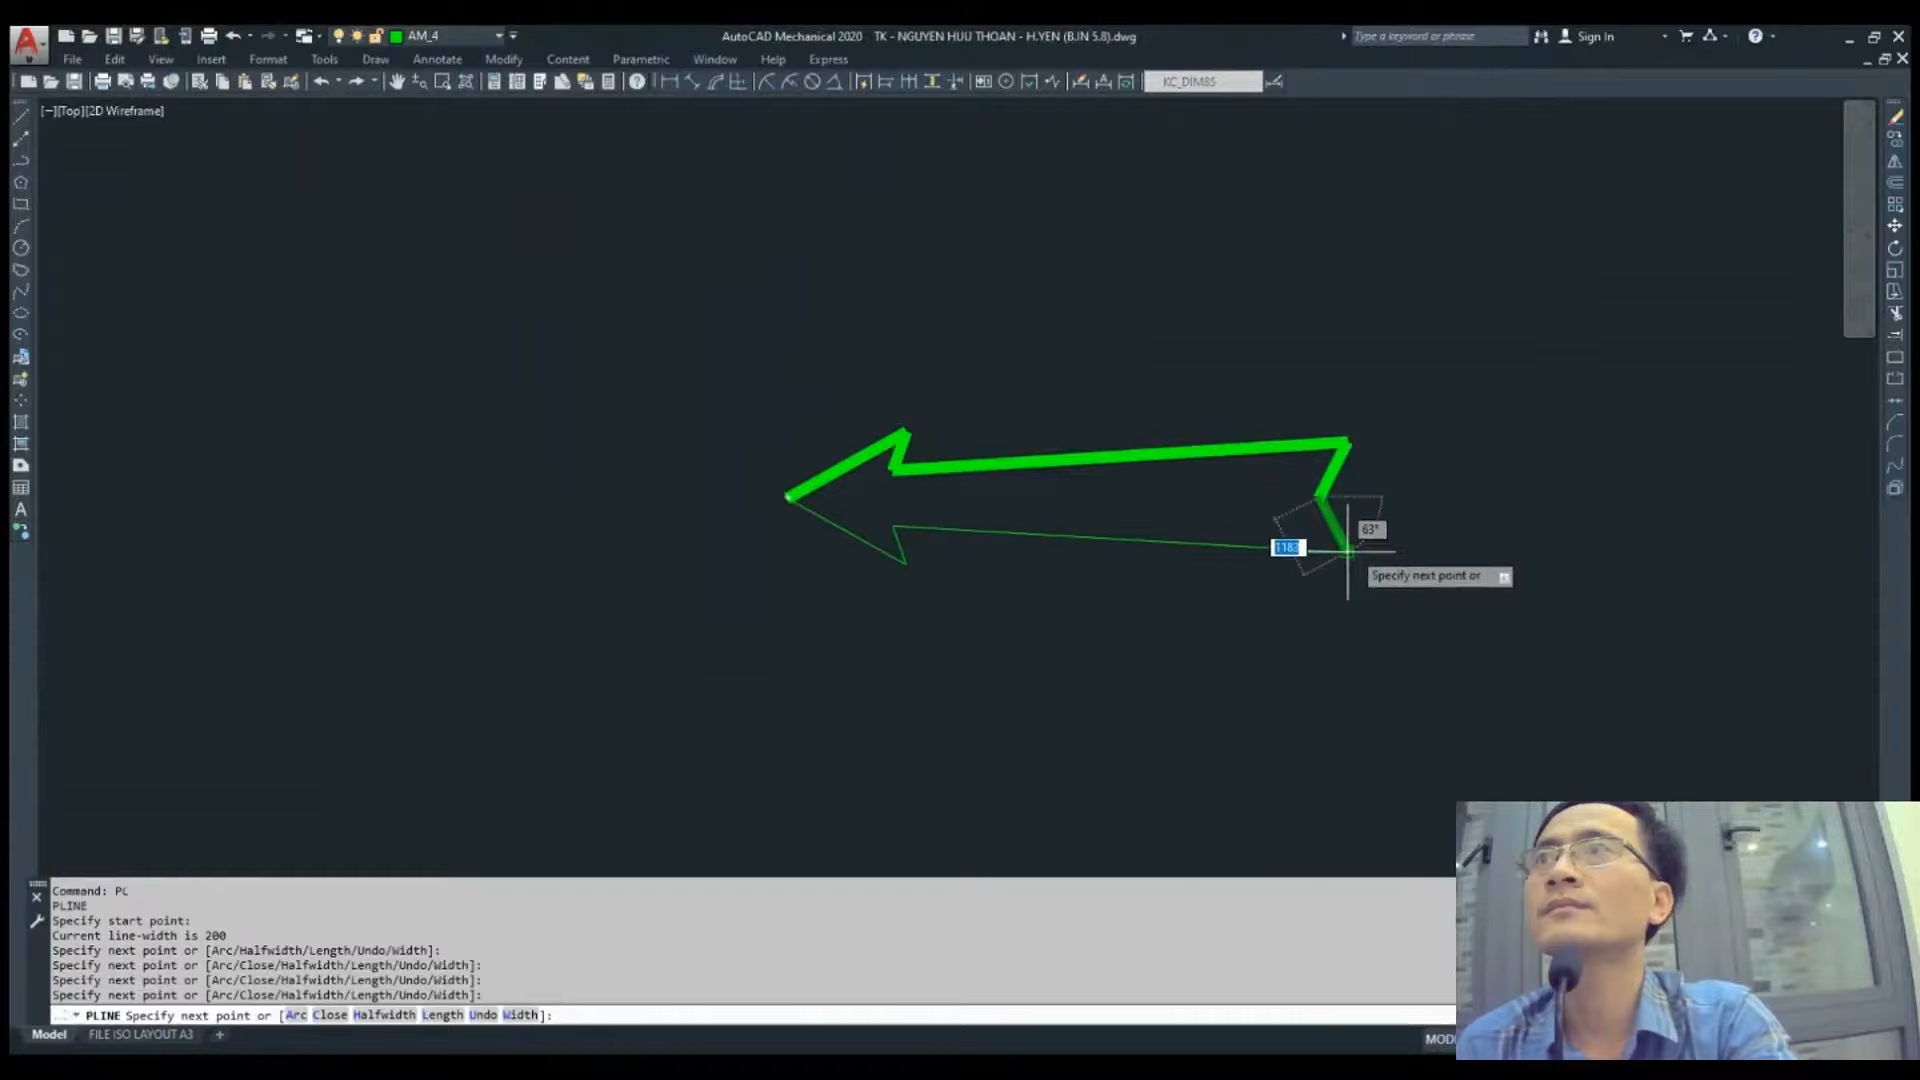 AM_4
AutoCAD Mechanical 2020 TK - NGUYEN HUU THOAN - H.YEN (B.IN 5.8).dwg
Type a keyword or phrase
Sign In
File Edit View Insert Format Tools Draw Annotate Modify Content Parametric Window Help Express
KC_DIM85
[−][Top][2D Wireframe]
63°
1183
Specify next point or
Command: PL
PLINE
Specify start point:
Current line-width is 200
Specify next point or [Arc/Halfwidth/Length/Undo/Width]:
Specify next point or [Arc/Close/Halfwidth/Length/Undo/Width]:
Specify next point or [Arc/Close/Halfwidth/Length/Undo/Width]:
Specify next point or [Arc/Close/Halfwidth/Length/Undo/Width]:
PLINE Specify next point or [Arc Close Halfwidth Length Undo Width]:
Model FILE ISO LAYOUT A3 +